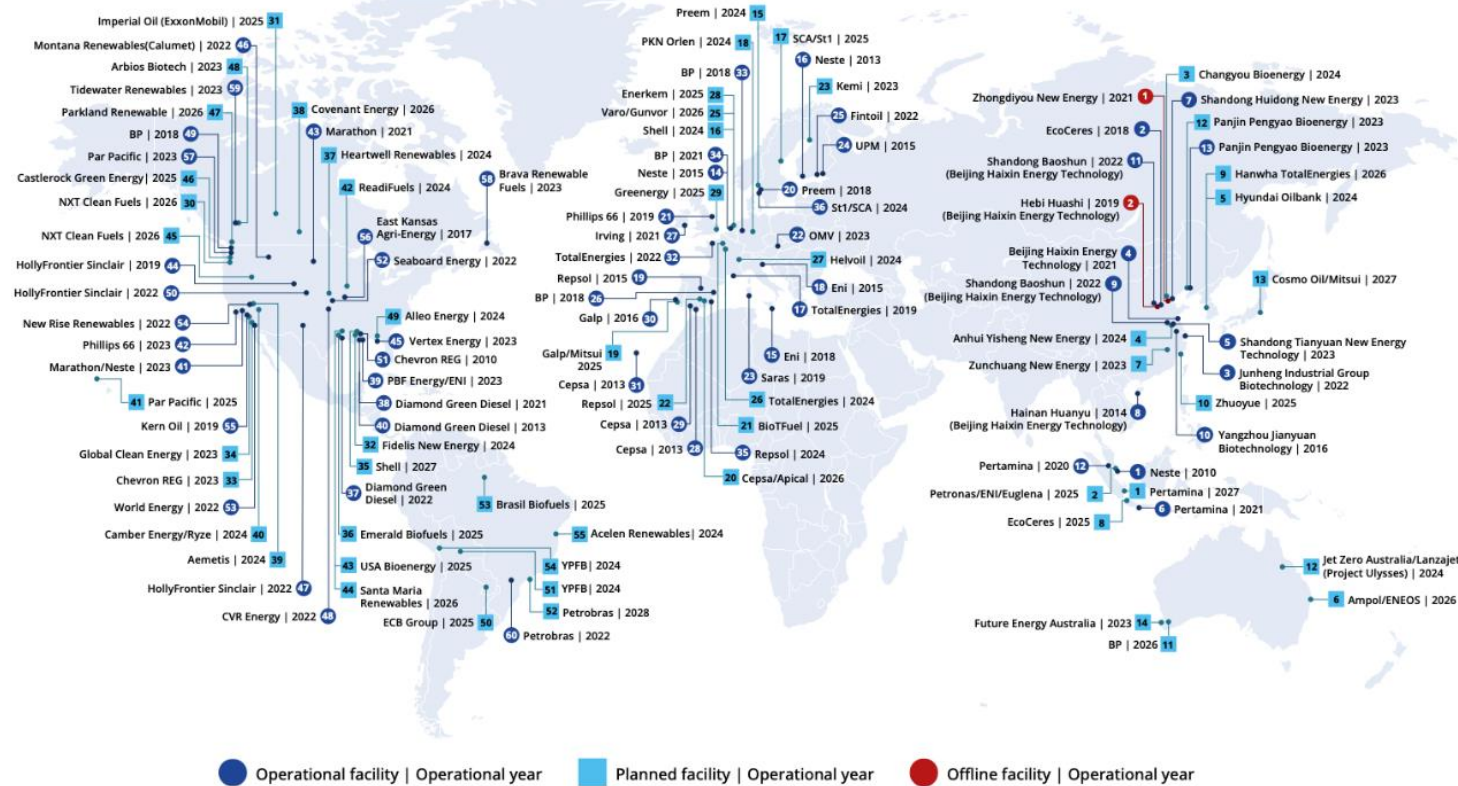 Imperial Oil (ExxonMobil) | 2025 31
Montana Renewables(Calumet) | 2022 46
Arbios Biotech | 2023 48
Tidewater Renewables | 2023 59
Parkland Renewable | 2026 47
BP | 2018 49
Par Pacific | 2023 57
Castlerock Green Energy| 2025 46
NXT Clean Fuels | 2026 30
NXT Clean Fuels | 2026 45
HollyFrontier Sinclair | 2019 44
HollyFrontier Sinclair | 2022 50
New Rise Renewables | 2022 54
Phillips 66 | 2023 42
Marathon/Neste | 2023 41
41 Par Pacific | 2025
Kern Oil | 2019 55
Global Clean Energy | 2023 34
Chevron REG | 2023 33
World Energy | 2022 53
Camber Energy/Ryze | 2024 40
Aemetis | 2024 39
HollyFrontier Sinclair | 2022 47
CVR Energy | 2022 48
38 Covenant Energy | 2026
43 Marathon | 2021
37 Heartwell Renewables | 2024
42 ReadiFuels | 2024
58 Brava Renewable
Fuels | 2023
56 East Kansas
Agri-Energy | 2017
52 Seaboard Energy | 2022
49 Alleo Energy | 2024
45 Vertex Energy | 2023
51 Chevron REG | 2010
39 PBF Energy/ENI | 2023
38 Diamond Green Diesel | 2021
40 Diamond Green Diesel | 2013
32 Fidelis New Energy | 2024
35 Shell | 2027
37 Diamond Green
Diesel | 2022
53 Brasil Biofuels | 2025
36 Emerald Biofuels | 2025
55 Acelen Renewables| 2024
43 USA Bioenergy | 2025
54 YPFB| 2024
44 Santa Maria
Renewables | 2026
51 YPFB| 2024
ECB Group | 2025 50
52 Petrobras | 2028
60 Petrobras | 2022
Preem | 2024 15
PKN Orlen | 2024 18
17 SCA/St1 | 2025
BP | 2018 33
16 Neste | 2013
Enerkem | 2025 28
23 Kemi | 2023
Varo/Gunvor | 2026 25
25 Fintoil | 2022
Shell | 2024 16
24 UPM | 2015
BP | 2021 34
Neste | 2015 14
Greenergy | 2025 29
20 Preem | 2018
36 St1/SCA | 2024
Phillips 66 | 2019 21
Irving | 2021 27
22 OMV | 2023
TotalEnergies | 2022 32
27 Helvoil | 2024
Repsol | 2015 19
18 Eni | 2015
BP | 2018 26
17 TotalEnergies | 2019
Galp | 2016 30
Galp/Mitsui 19
2025
15 Eni | 2018
Cepsa | 2013 31
23 Saras | 2019
Repsol | 2025 22
26 TotalEnergies | 2024
Cepsa | 2013 29
21 BioTFuel | 2025
Cepsa | 2013 28
35 Repsol | 2024
20 Cepsa/Apical | 2026
3 Changyou Bioenergy | 2024
Zhongdiyou New Energy | 2021 1
7 Shandong Huidong New Energy | 2023
EcoCeres | 2018 2
12 Panjin Pengyao Bioenergy | 2023
13 Panjin Pengyao Bioenergy | 2023
Shandong Baoshun | 2022 11
(Beijing Haixin Energy Technology)
9 Hanwha TotalEnergies | 2026
5 Hyundai Oilbank | 2024
Hebi Huashi | 2019 2
(Beijing Haixin Energy Technology)
Beijing Haixin Energy 4
Technology | 2021
Shandong Baoshun | 2022 9
(Beijing Haixin Energy Technology)
13 Cosmo Oil/Mitsui | 2027
Anhui Yisheng New Energy | 2024 4
5 Shandong Tianyuan New Energy
Technology | 2023
Zunchuang New Energy | 2023 7
3 Junheng Industrial Group
Biotechnology | 2022
10 Zhuoyue | 2025
Hainan Huanyu | 2014 8
(Beijing Haixin Energy Technology)
10 Yangzhou Jianyuan
Biotechnology | 2016
Pertamina | 2020 12
1 Neste | 2010
Petronas/ENI/Euglena | 2025 2
1 Pertamina | 2027
6 Pertamina | 2021
EcoCeres | 2025 8
12 Jet Zero Australia/Lanzajet
(Project Ulysses) | 2024
6 Ampol/ENEOS | 2026
Future Energy Australia | 2023 14
BP | 2026 11
Operational facility | Operational year
Planned facility | Operational year
Offline facility | Operational year